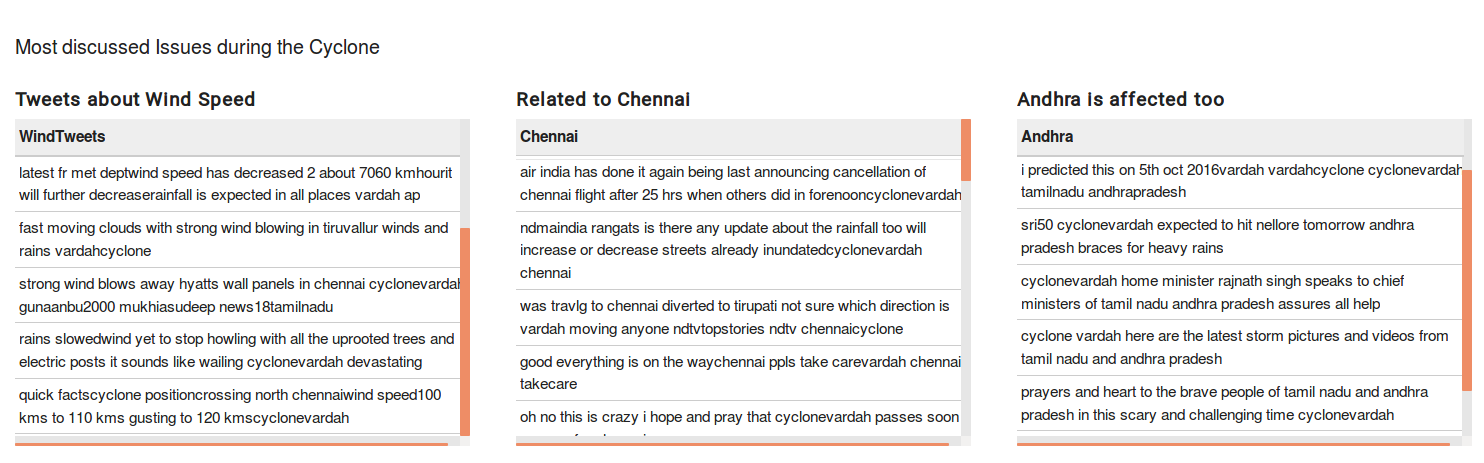 Most discussed Issues during the Cyclone
Tweets about Wind Speed
WindTweets
latest fr met deptwind speed has decreased 2 about 7060 kmhourit
will further decreaserainfall is expected in all places vardah ap
fast moving clouds with strong wind blowing in tiruvallur winds and
rains vardahcyclone
strong wind blows away hyatts wall panels in chennai cyclonevardah
gunaanbu2000 mukhiasudeep news18tamilnadu
rains slowedwind yet to stop howling with all the uprooted trees and
electric posts it sounds like wailing cyclonevardah devastating
quick factscyclone positioncrossing north chennaiwind speed100
kms to 110 kms gusting to 120 kmscyclonevardah
Related to Chennai
Chennai
air india has done it again being last announcing cancellation of
chennai flight after 25 hrs when others did in forenooncyclonevardah
ndmaindia rangats is there any update about the rainfall too will
increase or decrease streets already inundatedcyclonevardah
chennai
was travlg to chennai diverted to tirupati not sure which direction is
vardah moving anyone ndtvtopstories ndtv chennaicyclone
good everything is on the waychennai ppls take carevardah chennai
takecare
oh no this is crazy i hope and pray that cyclonevardah passes soon
Andhra is affected too
Andhra
i predicted this on 5th oct 2016vardah vardahcyclone cyclonevardah
tamilnadu andhrapradesh
sri50 cyclonevardah expected to hit nellore tomorrow andhra
pradesh braces for heavy rains
cyclonevardah home minister rajnath singh speaks to chief
ministers of tamil nadu andhra pradesh assures all help
cyclone vardah here are the latest storm pictures and videos from
tamil nadu and andhra pradesh
prayers and heart to the brave people of tamil nadu and andhra
pradesh in this scary and challenging time cyclonevardah